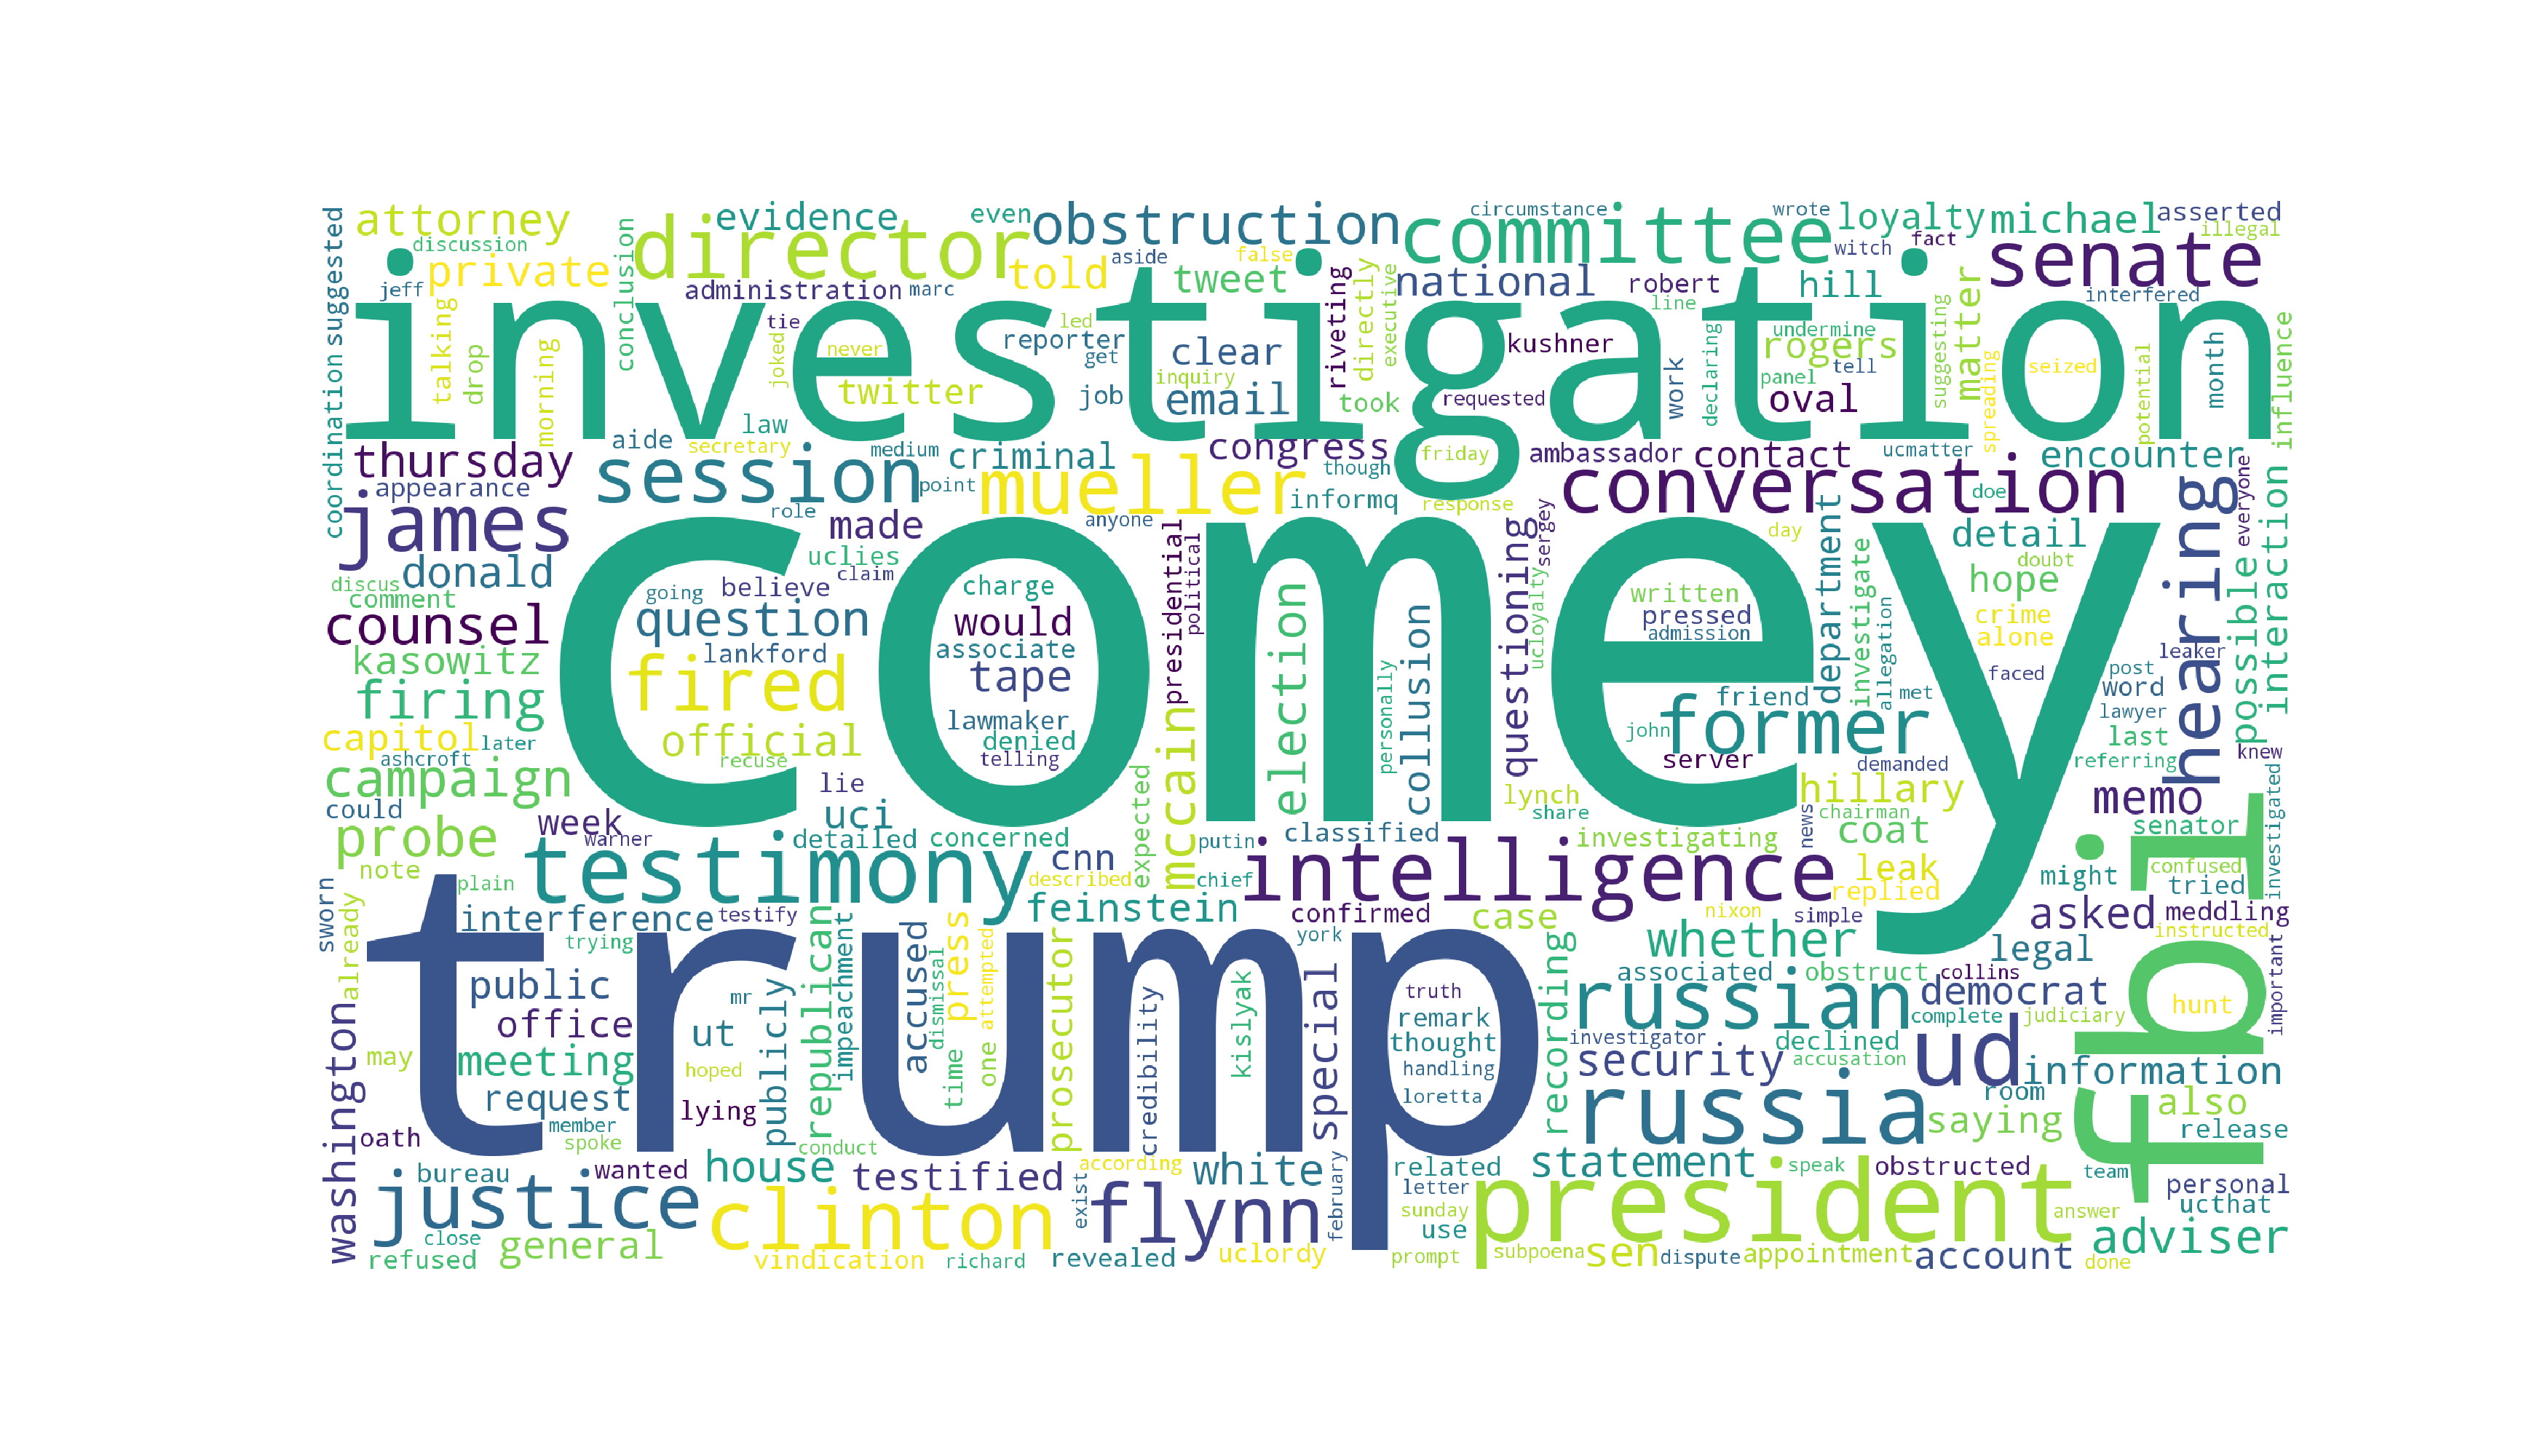 attorney
evidence
even
obstruction
circumstance
wrote
loyalty
michael
asserted
discussion
director
aside
false
committee
witch
fact
senate
illegal
jeff
private
conclusion
administration
marc
told
tweet
directly
national
robert
hill
matter
interfered
coordination
suggested
investigation
talking
drop
morning
tie
never
joked
led
reporter
get
clear
riveting
executive
line
kushner
undermine
rogers
tell
suggesting
seized
month
influence
twitter
job
inquiry
email
took
requested
work
declaring
panel
oval
spreading
potential
law
aide
secretary
medium
criminal
congress
though
friday
ambassador
contact
ucmatter
encounter
thursday
appearance
session
point
mueller
informq
response
conversation
doe
interaction
everyone
james
role
made
anyone
questioning
sergey
day
department
detail
hearing
donald
uclies
believe
claim
charge
presidential
political
ucloyalty
investigate
doubt
hope
possible
discus
comment
going
comey
election
collusion
written
pressed
admission
allegation
crime
alone
counsel
question
would
leaker
kasowitz
lankford
associate
tape
faced
post
word
firing
fired
lawmaker
personally
friend
met
lawyer
capitol
later
official
denied
mccain
john
former
last
ashcroft
recuse
telling
server
demanded
referring
knew
campaign
lie
expected
lynch
hillary
memo
could
week
uci
share
chairman
investigated
probe
warner
detailed
concerned
putin
classified
investigating
news
coat
senator
note
plain
testimony
cnn
described
chief
intelligence
leak
replied
might
confused
tried
sworn
already
interference
testify
feinstein
confirmed
case
nixon
simple
asked
meddling
instructed
trying
republican
impeachment
accused
press
prosecutor
york
whether
legal
important
fbi
trump
public
mr
publicly
dismissal
attempted
special
truth
recording
associated
obstruct
collins
russian
democrat
hunt
washington
office
ut
one
credibility
kislyak
remark
complete
judiciary
may
meeting
hoped
time
thought
investigator
declined
security
accusation
ud
information
request
lying
handling
loretta
russia
room
also
oath
member
spoke
conduct
saying
release
bureau
wanted
house
testified
according
white
related
statement
speak
obstructed
team
personal
justice
clinton
exist
flynn
february
letter
sunday
president
answer
ucthat
close
use
adviser
refused
general
vindication
richard
revealed
uclordy
prompt
subpoena
sen
dispute
appointment
account
done